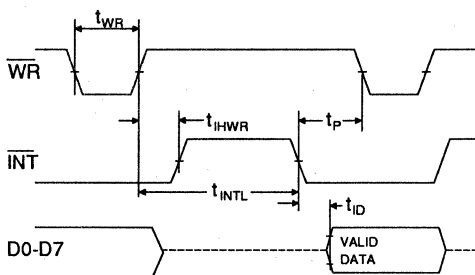 tWR
WR
tIHWR
tP
INT
tINTL
tID
D0-D7
VALID
DATA